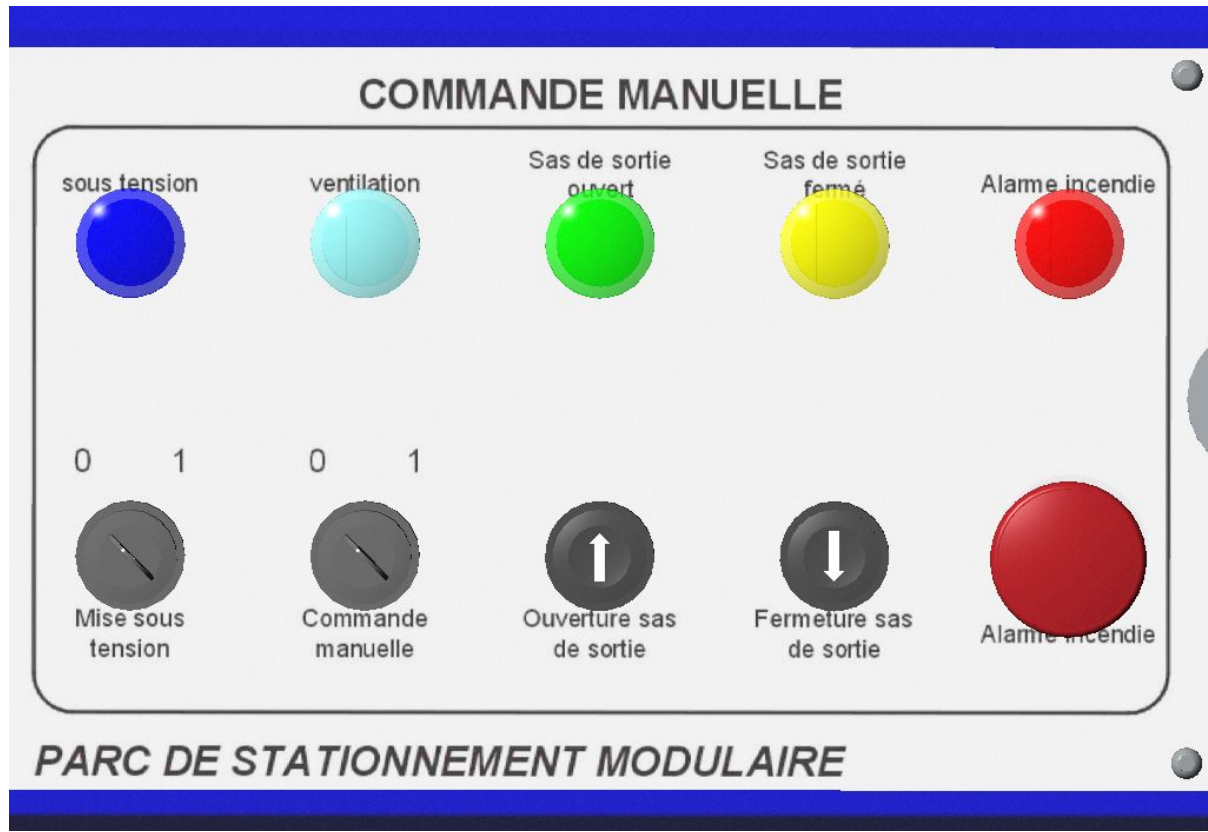 COMMANDE MANUELLE
sous tension
ventilation
Sas de sortie
ouvert
Sas de sortie
fermé
Alarme incendie
0 1
0 1
Mise sous
tension
Commande
manuelle
Ouverture sas
de sortie
Fermeture sas
de sortie
Alarme incendie
PARC DE STATIONNEMENT MODULAIRE